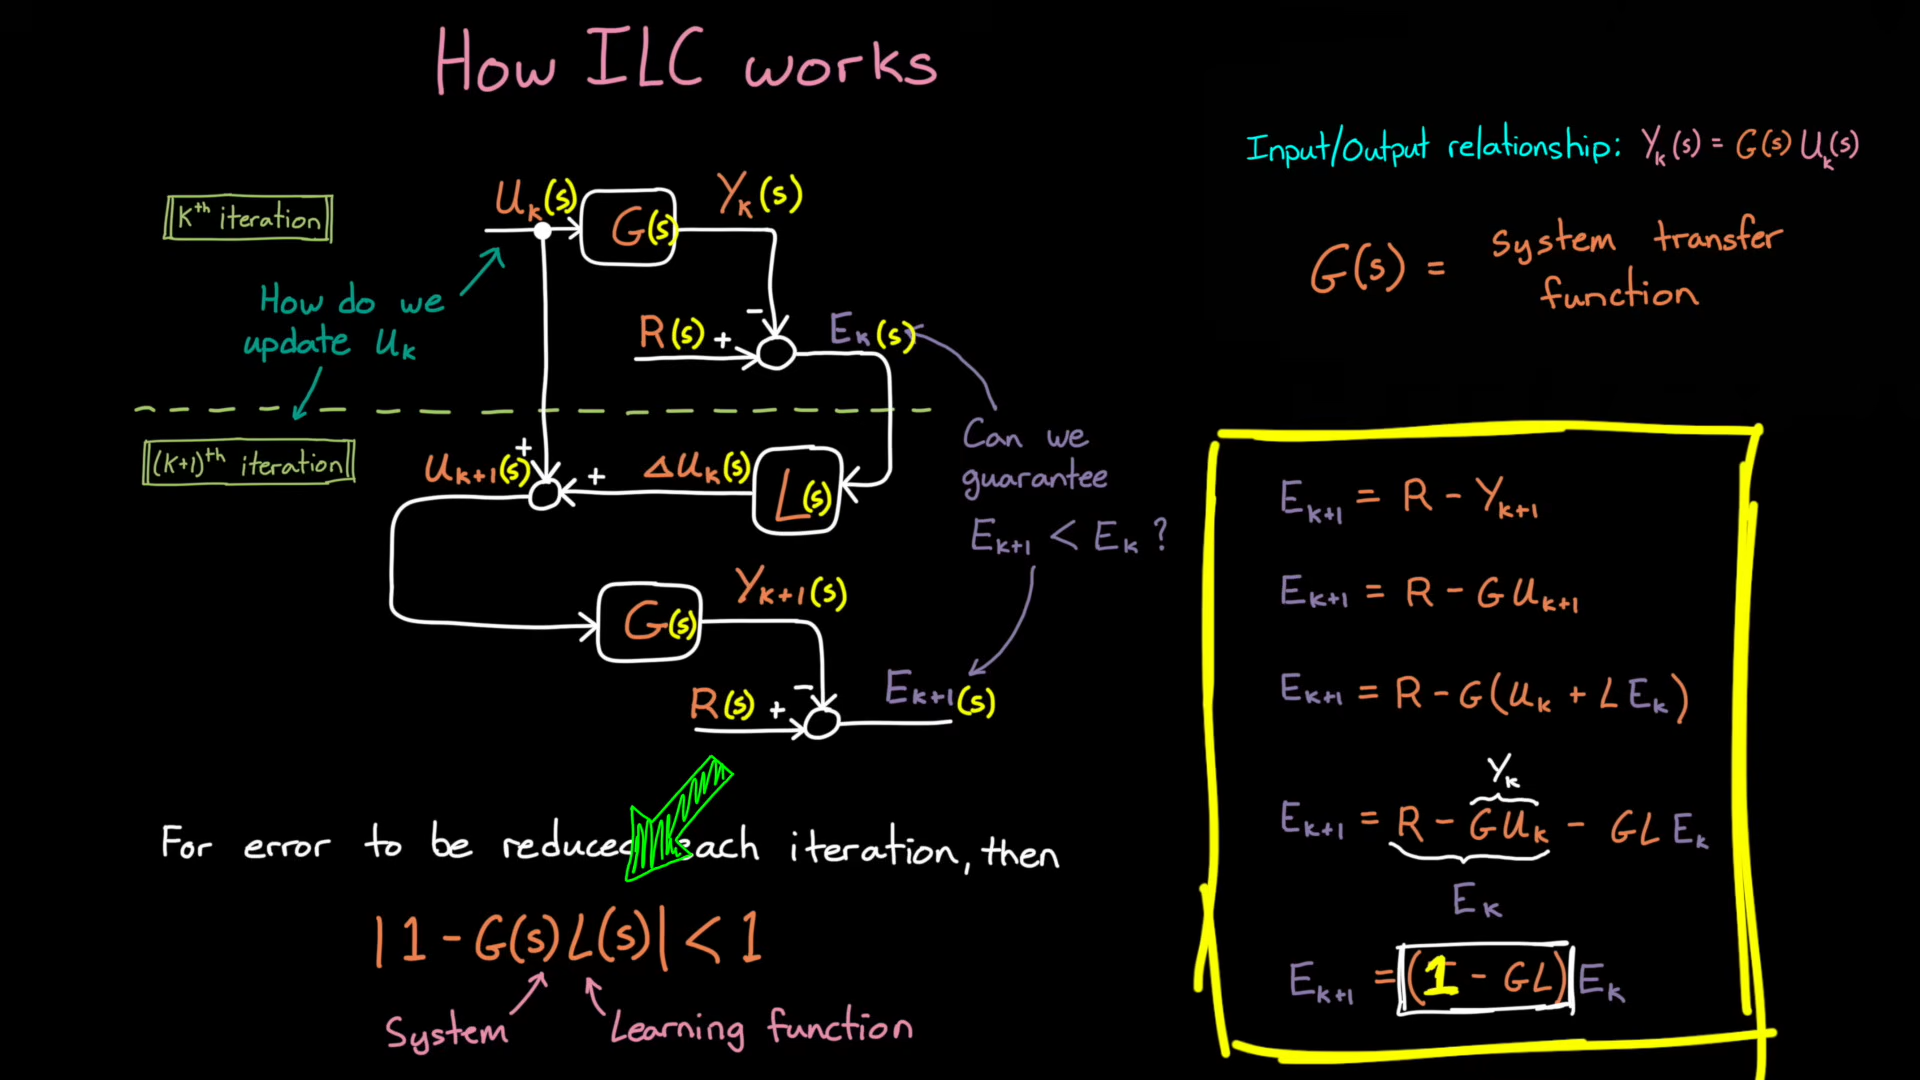 How ILC works
Input/Output relationship: Yₖ(s) = G(s) Uₖ(s)
G(s) = System transfer
function
Kᵗʰ iteration
Uₖ(s)
G(s)
Yₖ(s)
How do we
update Uₖ
R(s)
+
-
Eₖ(s)
(K+1)ᵗʰ iteration
Uₖ₊₁(s)
+
+
ΔUₖ(s)
L(s)
Can we
guarantee
Eₖ₊₁ < Eₖ ?
G(s)
Yₖ₊₁(s)
R(s)
+
-
Eₖ₊₁(s)
For error to be reduced each iteration, then
|1 - G(s)L(s)| < 1
System
Learning function
Eₖ₊₁ = R - Yₖ₊₁
Eₖ₊₁ = R - GUₖ₊₁
Eₖ₊₁ = R - G(Uₖ + LEₖ)
Yₖ
Eₖ₊₁ = R - GUₖ - GLEₖ
Eₖ
Eₖ₊₁ = (1 - GL)Eₖ